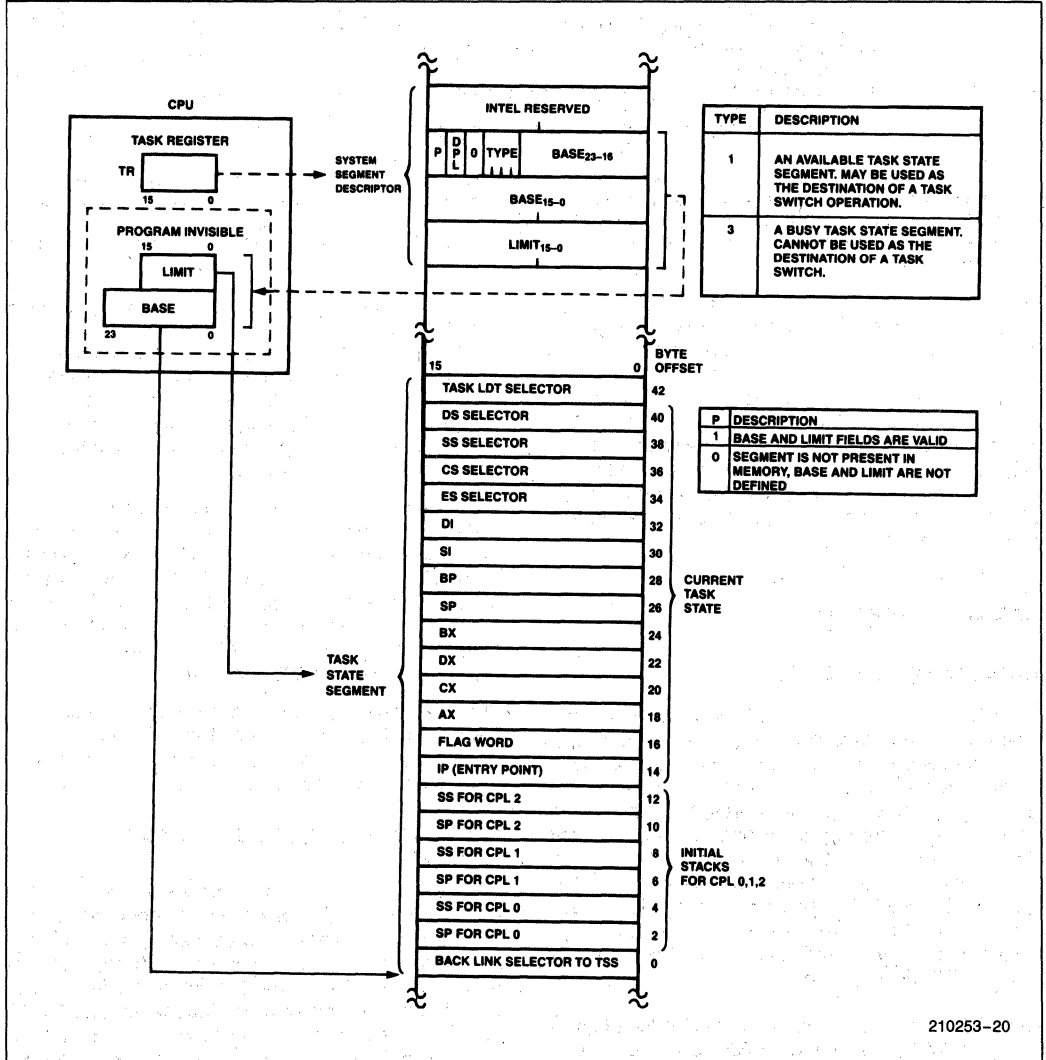 CPU
TASK REGISTER
TR
15 0
PROGRAM INVISIBLE
15 0
LIMIT
BASE
23 0
SYSTEM
SEGMENT
DESCRIPTOR
INTEL RESERVED
P DPL 0 TYPE BASE23–16
BASE15–0
LIMIT15–0
TYPE DESCRIPTION
1 AN AVAILABLE TASK STATE
SEGMENT. MAY BE USED AS
THE DESTINATION OF A TASK
SWITCH OPERATION.
3 A BUSY TASK STATE SEGMENT.
CANNOT BE USED AS THE
DESTINATION OF A TASK
SWITCH.
BYTE
15 0 OFFSET
TASK LDT SELECTOR 42
DS SELECTOR 40
SS SELECTOR 38
CS SELECTOR 36
ES SELECTOR 34
DI 32
SI 30
BP 28
SP 26
BX 24
DX 22
CX 20
AX 18
FLAG WORD 16
IP (ENTRY POINT) 14
SS FOR CPL 2 12
SP FOR CPL 2 10
SS FOR CPL 1 8
SP FOR CPL 1 6
SS FOR CPL 0 4
SP FOR CPL 0 2
BACK LINK SELECTOR TO TSS 0
P DESCRIPTION
1 BASE AND LIMIT FIELDS ARE VALID
0 SEGMENT IS NOT PRESENT IN
MEMORY, BASE AND LIMIT ARE NOT
DEFINED
CURRENT
TASK
STATE
TASK
STATE
SEGMENT
INITIAL
STACKS
FOR CPL 0,1,2
210253–20